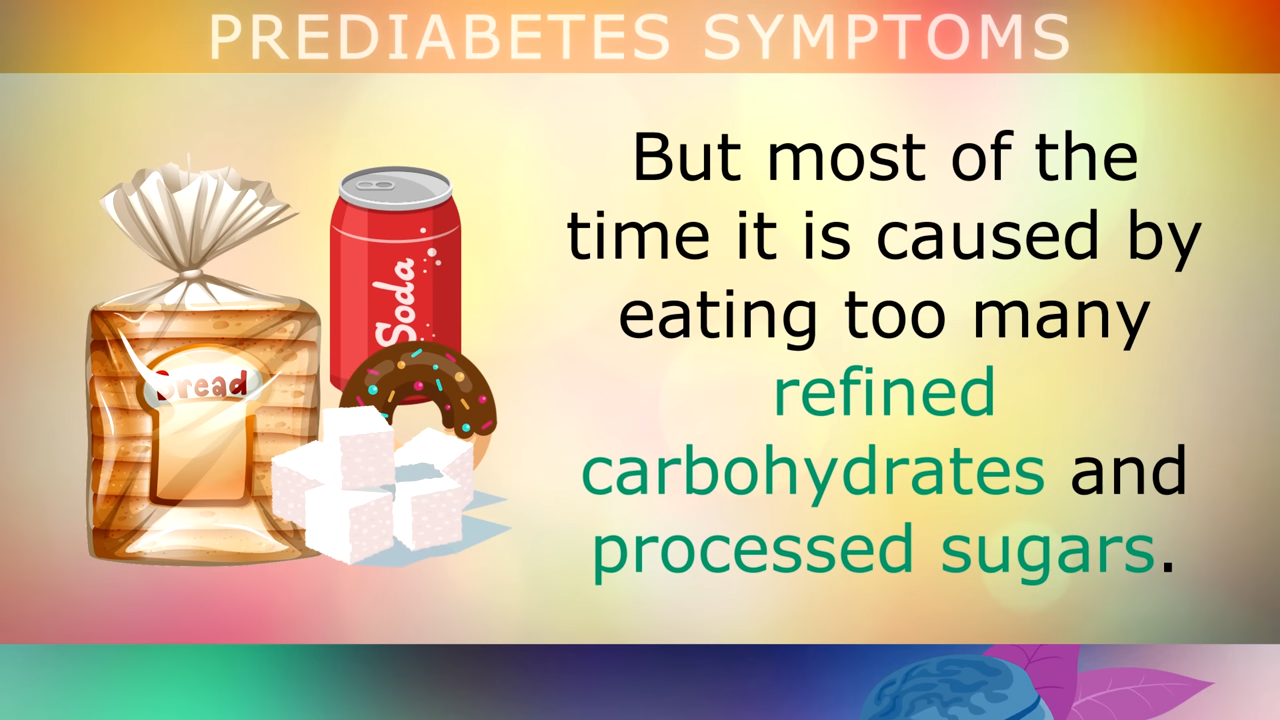 PREDIABETES SYMPTOMS
But most of the
time it is caused by
eating too many
refined
carbohydrates and
processed sugars.
Soda
Bread